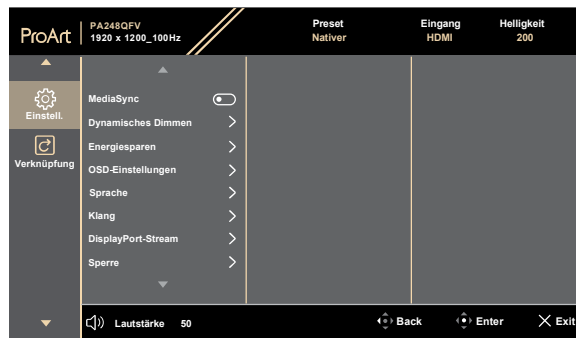 ProArt
PA248QFV
1920 x 1200_100Hz
Preset
Nativer
Eingang
HDMI
Helligkeit
200
Einstell.
Verknüpfung
MediaSync
Dynamisches Dimmen
Energiesparen
OSD-Einstellungen
Sprache
Klang
DisplayPort-Stream
Sperre
Lautstärke 50
Back
Enter
Exit